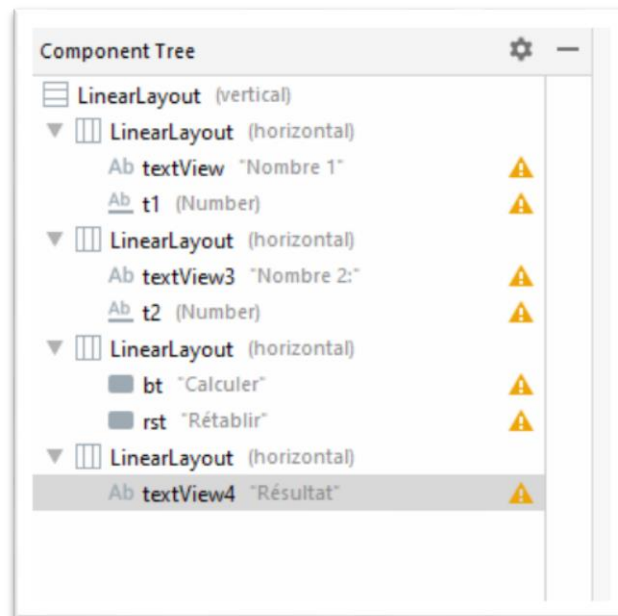 Component Tree
LinearLayout (vertical)
LinearLayout (horizontal)
Ab textView "Nombre 1"
Ab t1 (Number)
LinearLayout (horizontal)
Ab textView3 "Nombre 2:"
Ab t2 (Number)
LinearLayout (horizontal)
bt "Calculer"
rst "Rétablir"
LinearLayout (horizontal)
Ab textView4 "Résultat"